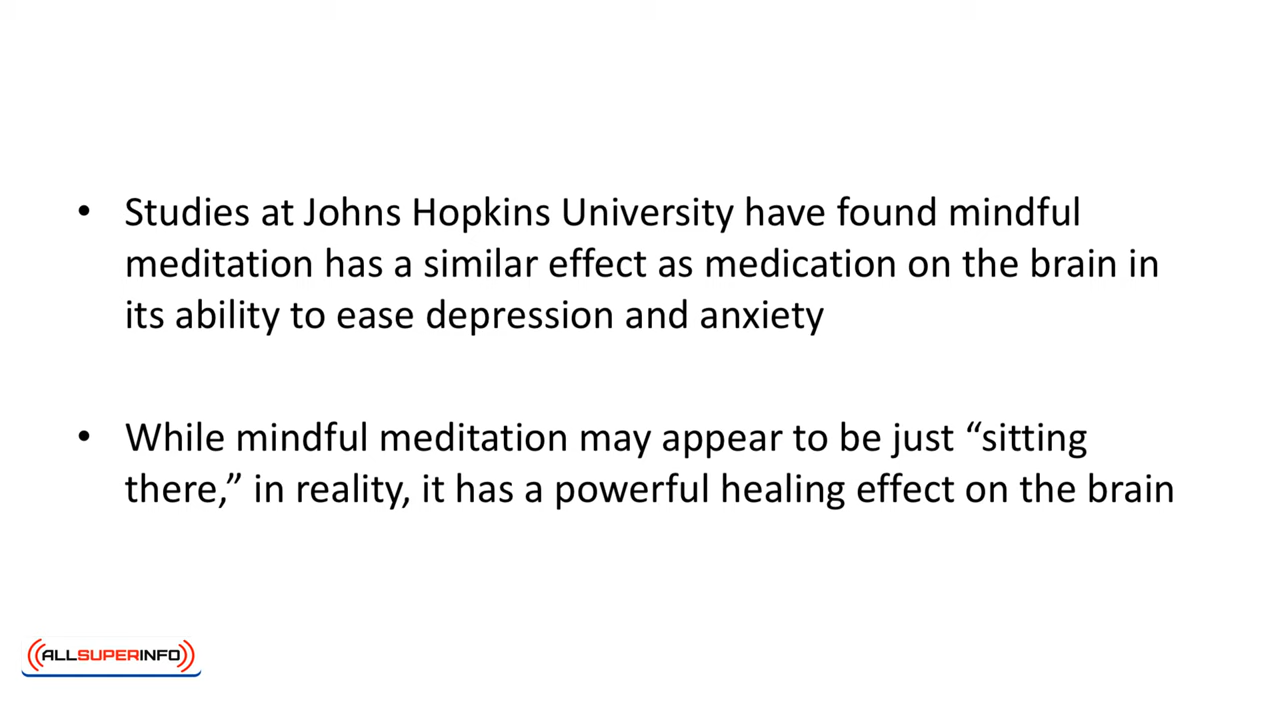 • Studies at Johns Hopkins University have found mindful
meditation has a similar effect as medication on the brain in
its ability to ease depression and anxiety
• While mindful meditation may appear to be just “sitting
there,” in reality, it has a powerful healing effect on the brain
((ALLSUPERINFO))